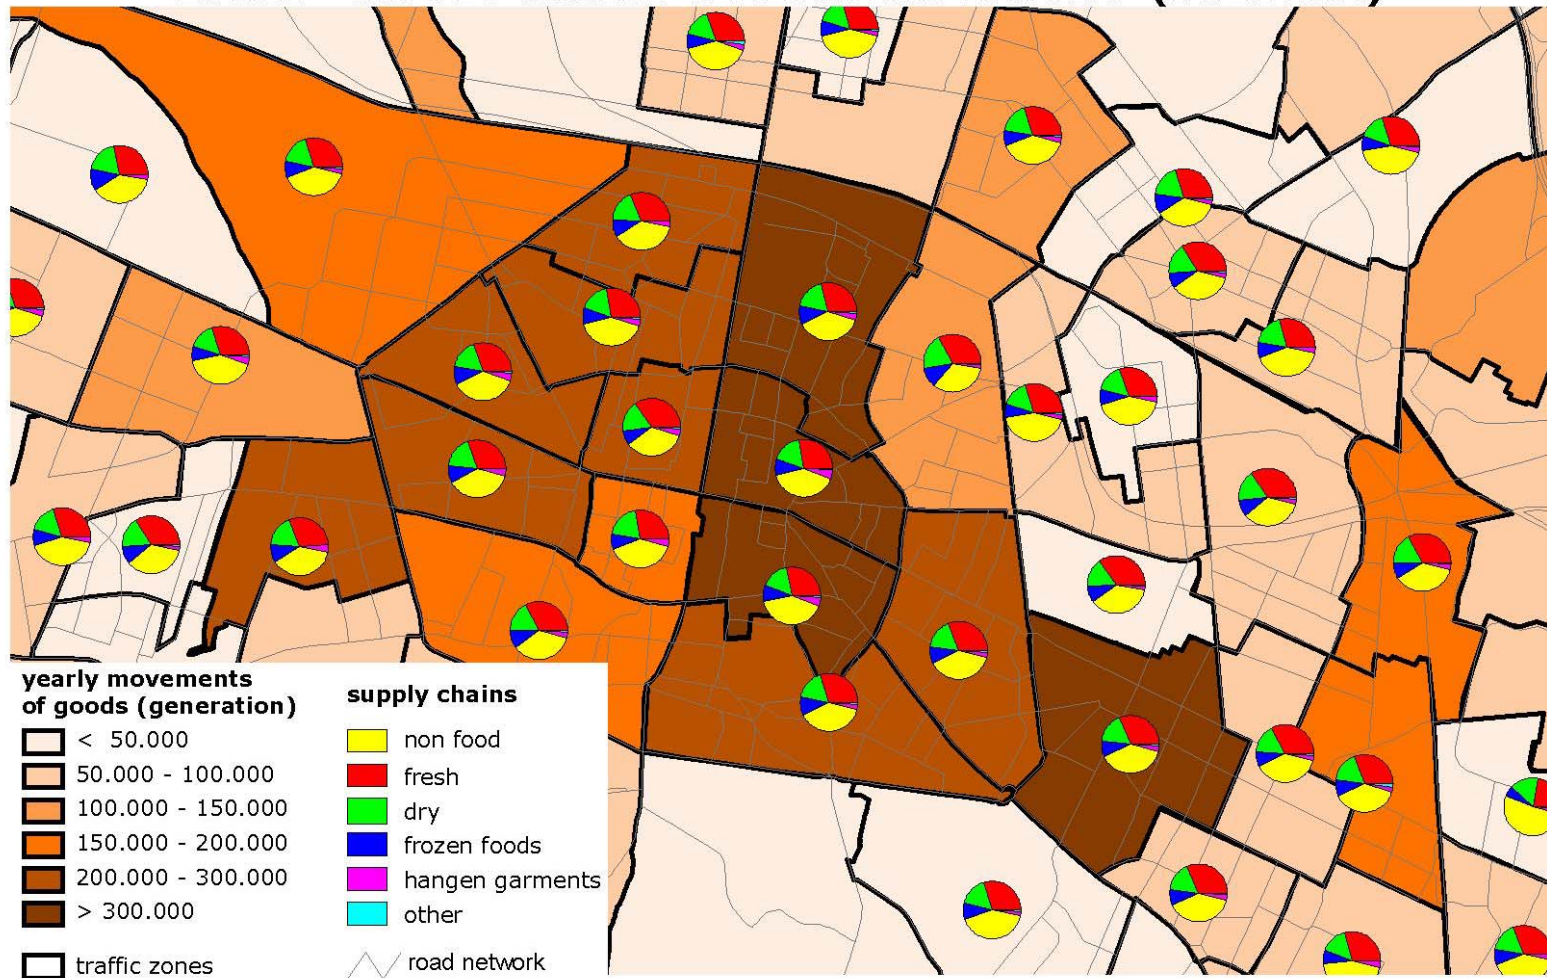 yearly movements
of goods (generation)
< 50.000
50.000 - 100.000
100.000 - 150.000
150.000 - 200.000
200.000 - 300.000
> 300.000
traffic zones
supply chains
non food
fresh
dry
frozen foods
hangen garments
other
road network